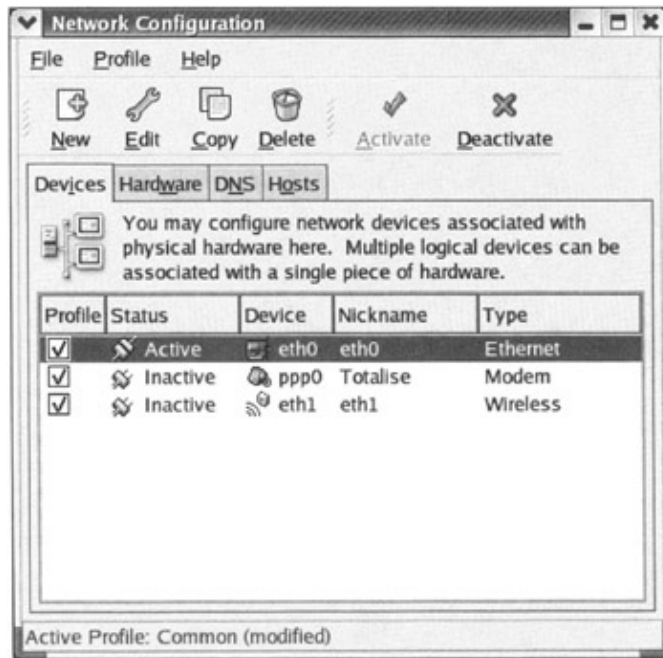 Network Configuration
File Profile Help
New Edit Copy Delete Activate Deactivate
Devices Hardware DNS Hosts
You may configure network devices associated with
physical hardware here. Multiple logical devices can be
associated with a single piece of hardware.
Profile Status Device Nickname Type
Active eth0 eth0 Ethernet
Inactive ppp0 Totalise Modem
Inactive eth1 eth1 Wireless
Active Profile: Common (modified)